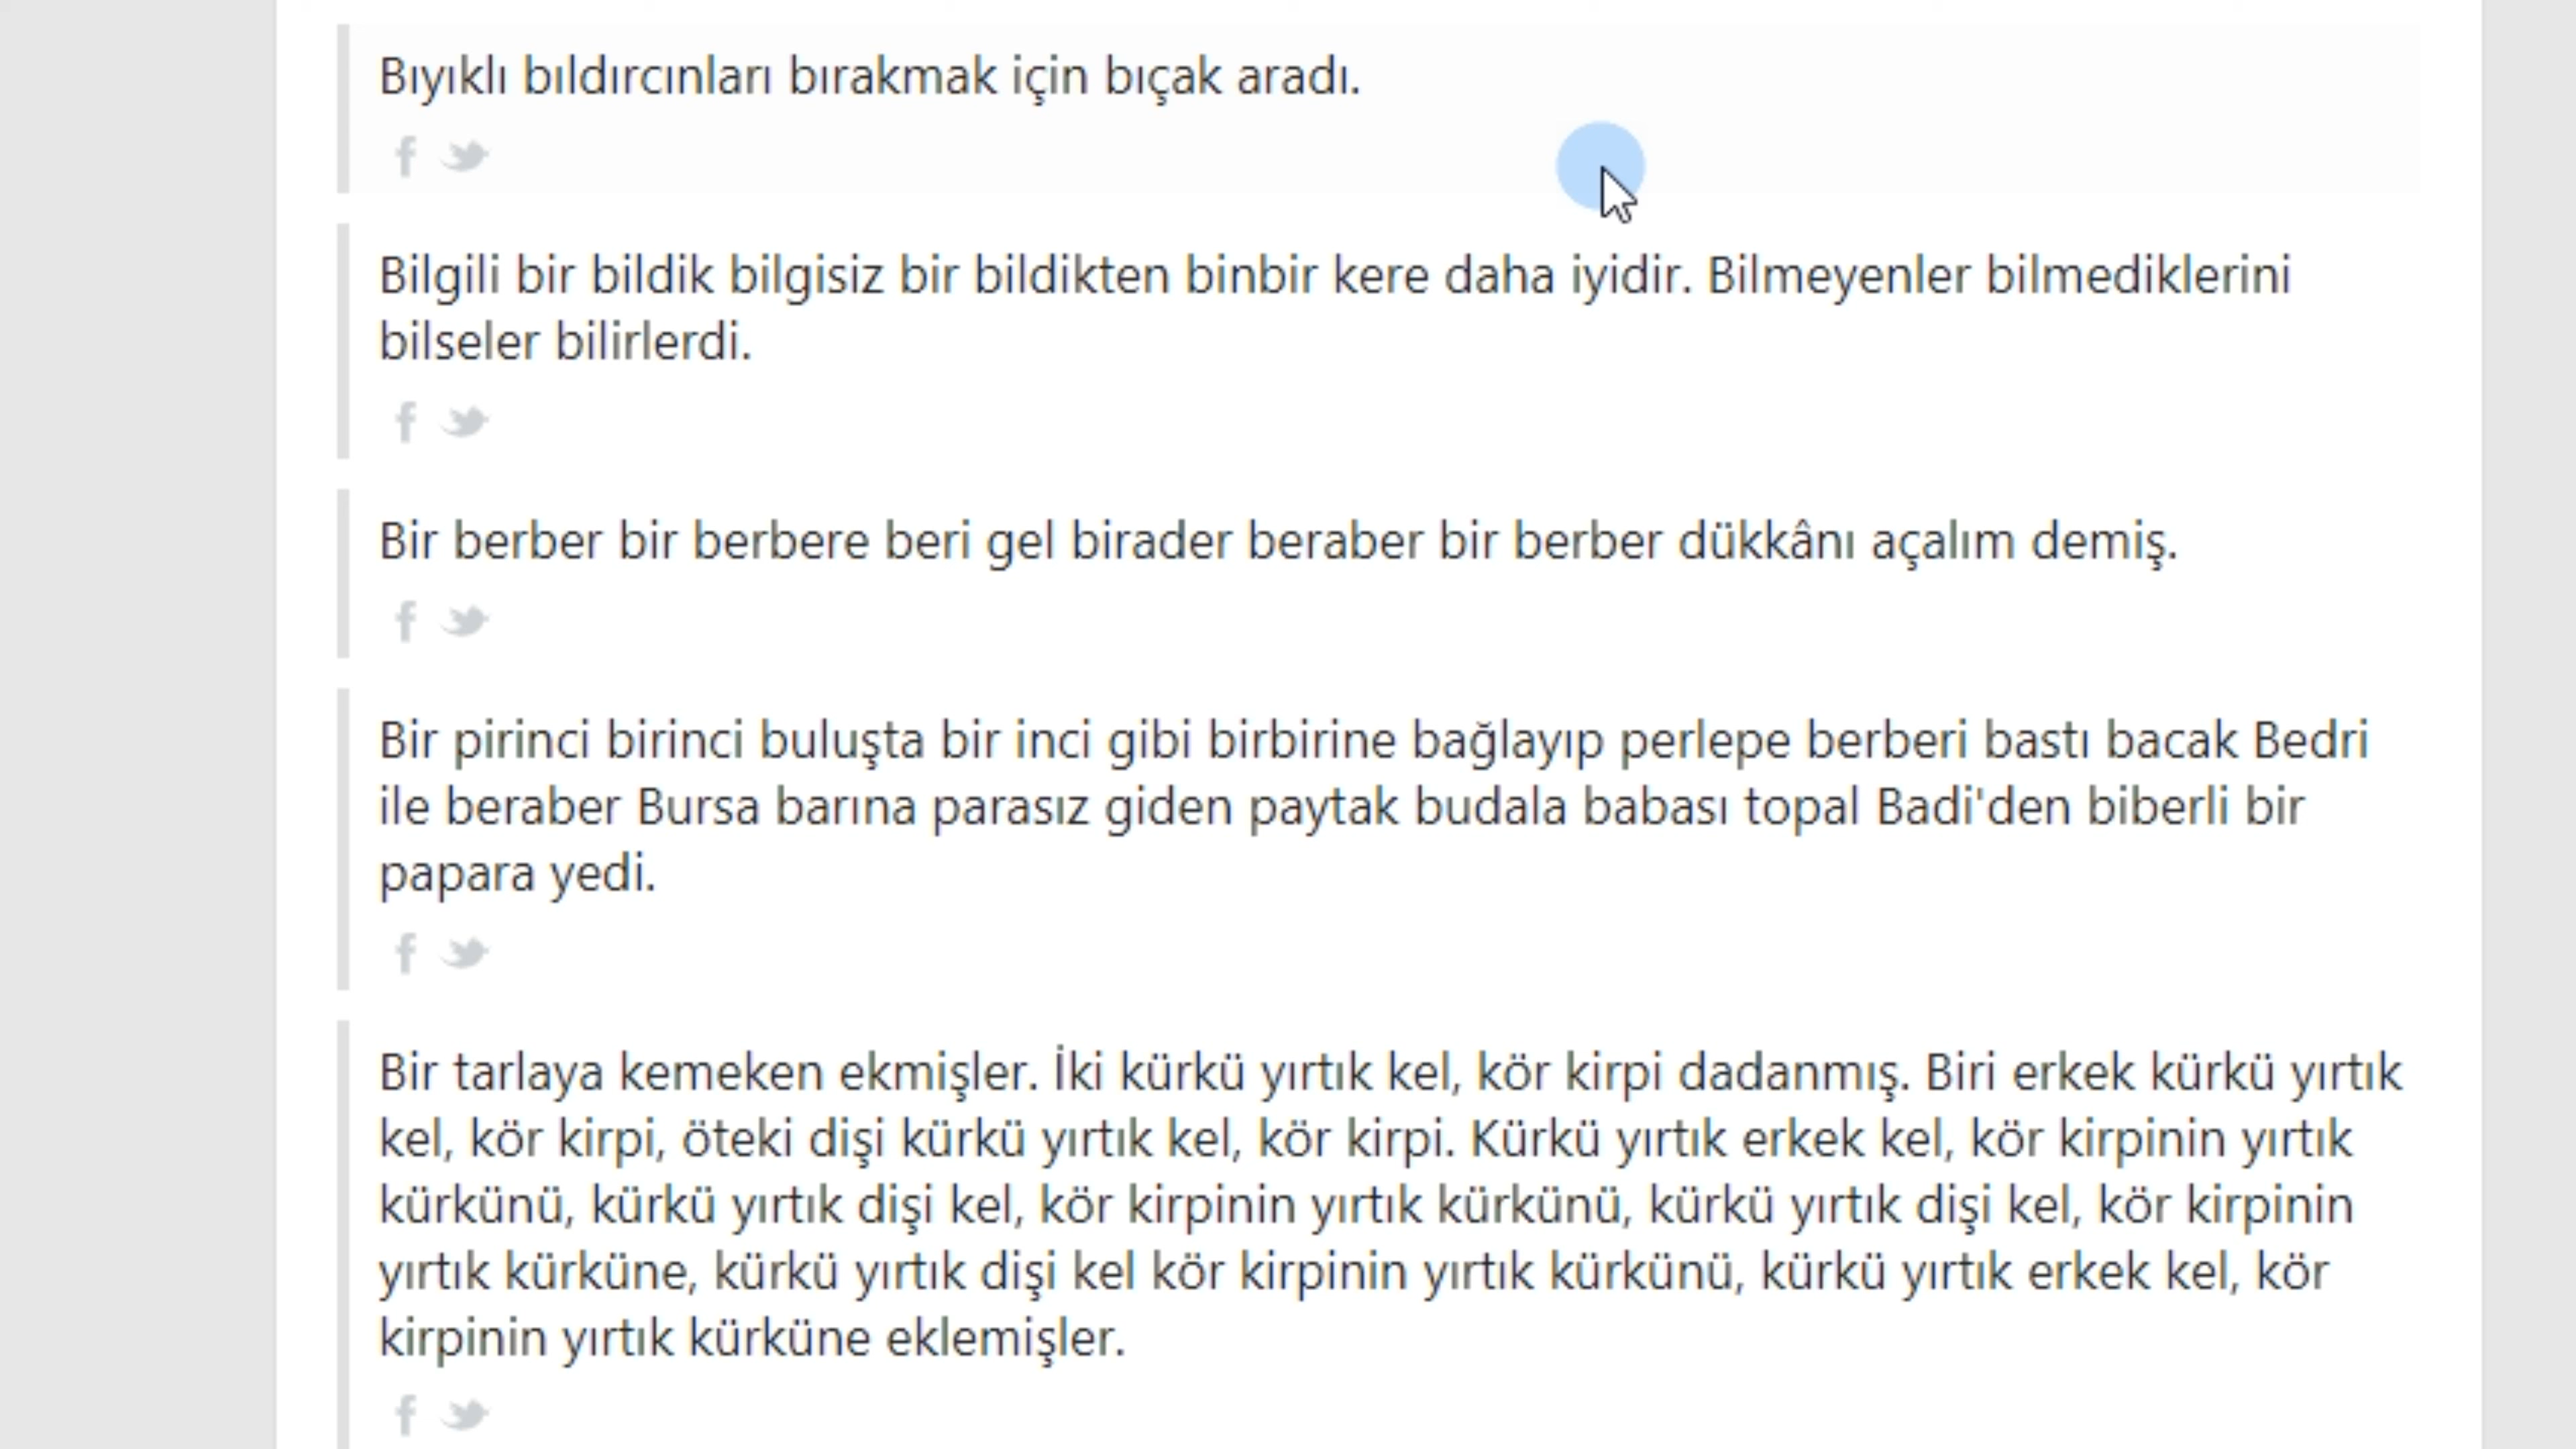 Bıyıklı bıldırcınları bırakmak için bıçak aradı.
Bilgili bir bildik bilgisiz bir bildikten binbir kere daha iyidir. Bilmeyenler bilmediklerini
bilseler bilirlerdi.
Bir berber bir berbere beri gel birader beraber bir berber dükkânı açalım demiş.
Bir pirinci birinci buluşta bir inci gibi birbirine bağlayıp perlepe berberi bastı bacak Bedri
ile beraber Bursa barına parasız giden paytak budala babası topal Badi'den biberli bir
papara yedi.
Bir tarlaya kemeken ekmişler. İki kürkü yırtık kel, kör kirpi dadanmış. Biri erkek kürkü yırtık
kel, kör kirpi, öteki dişi kürkü yırtık kel, kör kirpi. Kürkü yırtık erkek kel, kör kirpinin yırtık
kürkünü, kürkü yırtık dişi kel, kör kirpinin yırtık kürkünü, kürkü yırtık dişi kel, kör kirpinin
yırtık kürküne, kürkü yırtık dişi kel kör kirpinin yırtık kürkünü, kürkü yırtık erkek kel, kör
kirpinin yırtık kürküne eklemişler.